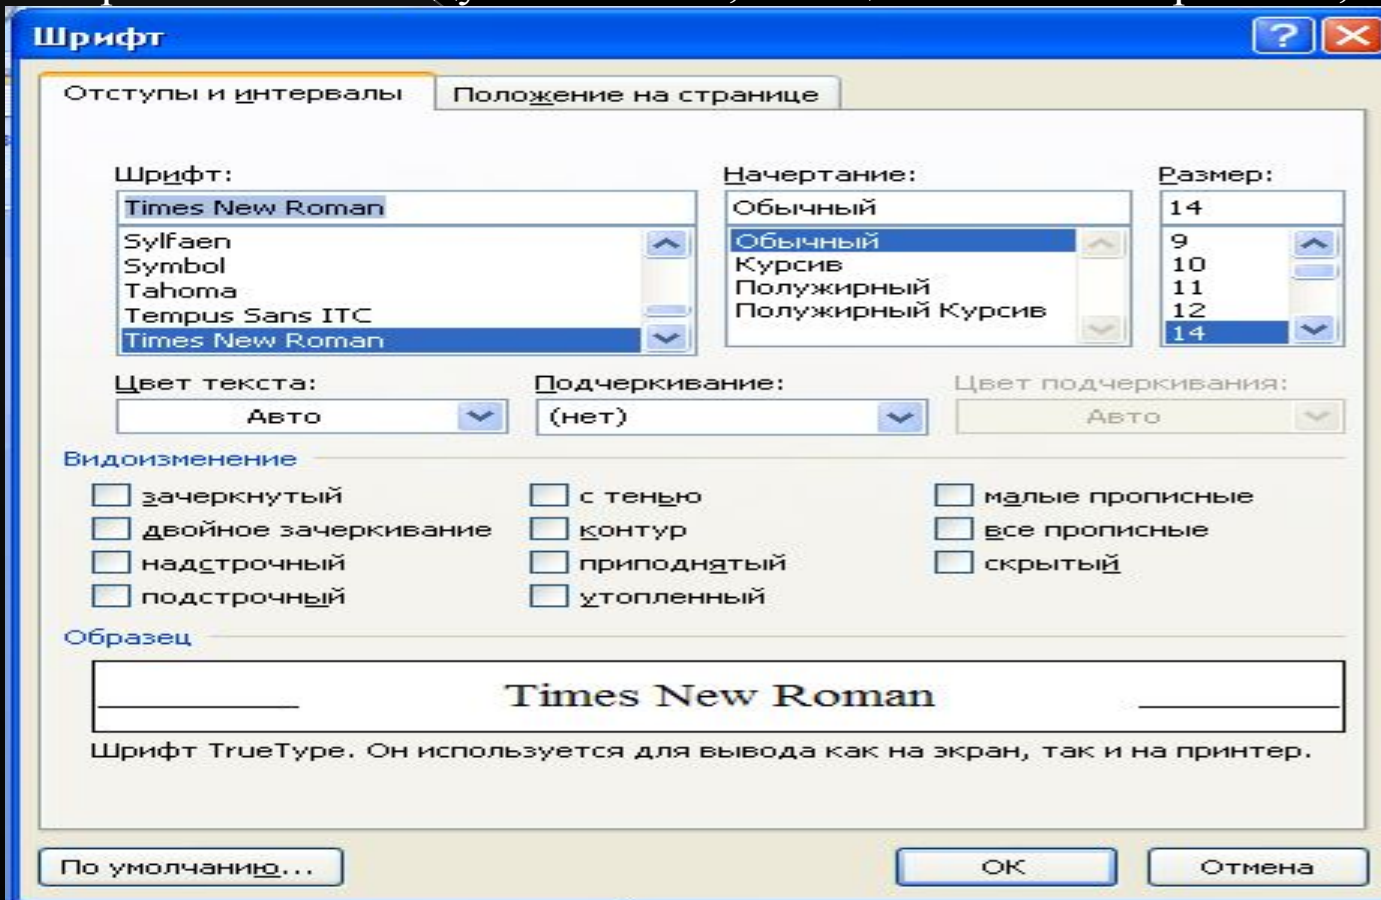 Шрифт
Отступы и интервалы Положение на странице
Шрифт: Начертание: Размер:
Times New Roman Обычный 14
Sylfaen Обычный 9
Symbol Курсив 10
Tahoma Полужирный 11
Tempus Sans ITC Полужирный Курсив 12
Times New Roman 14
Цвет текста: Подчеркивание: Цвет подчеркивания:
Авто (нет) Авто
Видоизменение
зачеркнутый с тенью малые прописные
двойное зачеркивание контур все прописные
надстрочный приподнятый скрытый
подстрочный утопленный
Образец
Times New Roman
Шрифт TrueType. Он используется для вывода как на экран, так и на принтер.
По умолчанию... ОК Отмена